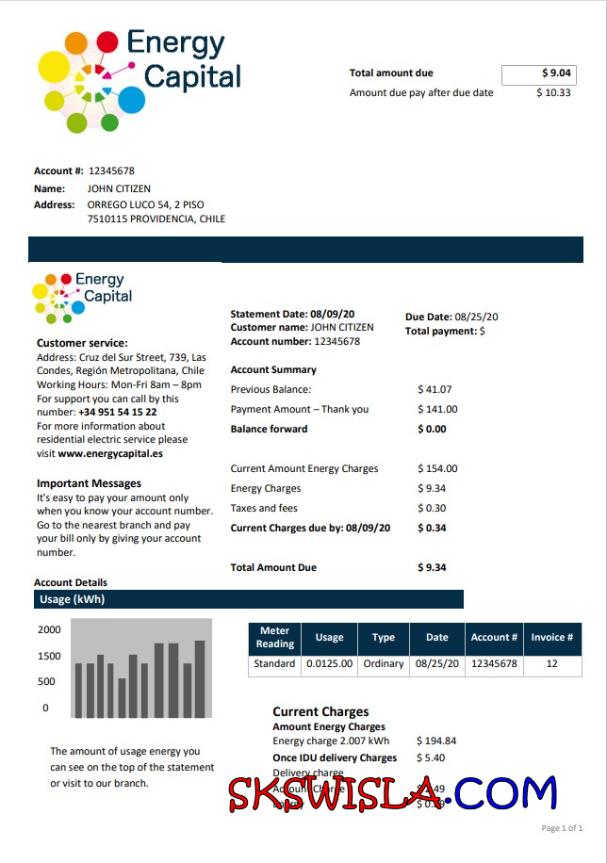 Energy
Capital
Total amount due $ 9.04
Amount due pay after due date $ 10.33
Account #: 12345678
Name: JOHN CITIZEN
Address: ORREGO LUCO 54, 2 PISO
7510115 PROVIDENCIA, CHILE
Energy
Capital
Customer service:
Address: Cruz del Sur Street, 739, Las
Condes, Región Metropolitana, Chile
Working Hours: Mon-Fri 8am – 8pm
For support you can call by this
number: +34 951 54 15 22
For more information about
residential electric service please
visit www.energycapital.es
Important Messages
It's easy to pay your amount only
when you know your account number.
Go to the nearest branch and pay
your bill only by giving your account
number.
Statement Date: 08/09/20
Customer name: JOHN CITIZEN
Account number: 12345678
Due Date: 08/25/20
Total payment: $
Account Summary
Previous Balance: $ 41.07
Payment Amount – Thank you $ 141.00
Balance forward $ 0.00
Current Amount Energy Charges $ 154.00
Energy Charges $ 9.34
Taxes and fees $ 0.30
Current Charges due by: 08/09/20 $ 0.34
Total Amount Due $ 9.34
Account Details
Usage (kWh)
2000
1500
500
0
The amount of usage energy you
can see on the top of the statement
or visit to our branch.
Meter Reading Usage Type Date Account # Invoice #
Standard 0.0125.00 Ordinary 08/25/20 12345678 12
Current Charges
Amount Energy Charges
Energy charge 2.007 kWh $ 194.84
Once IDU delivery Charges $ 5.40
Delivery charge
SKSWISLA.COM
Page 1 of 1